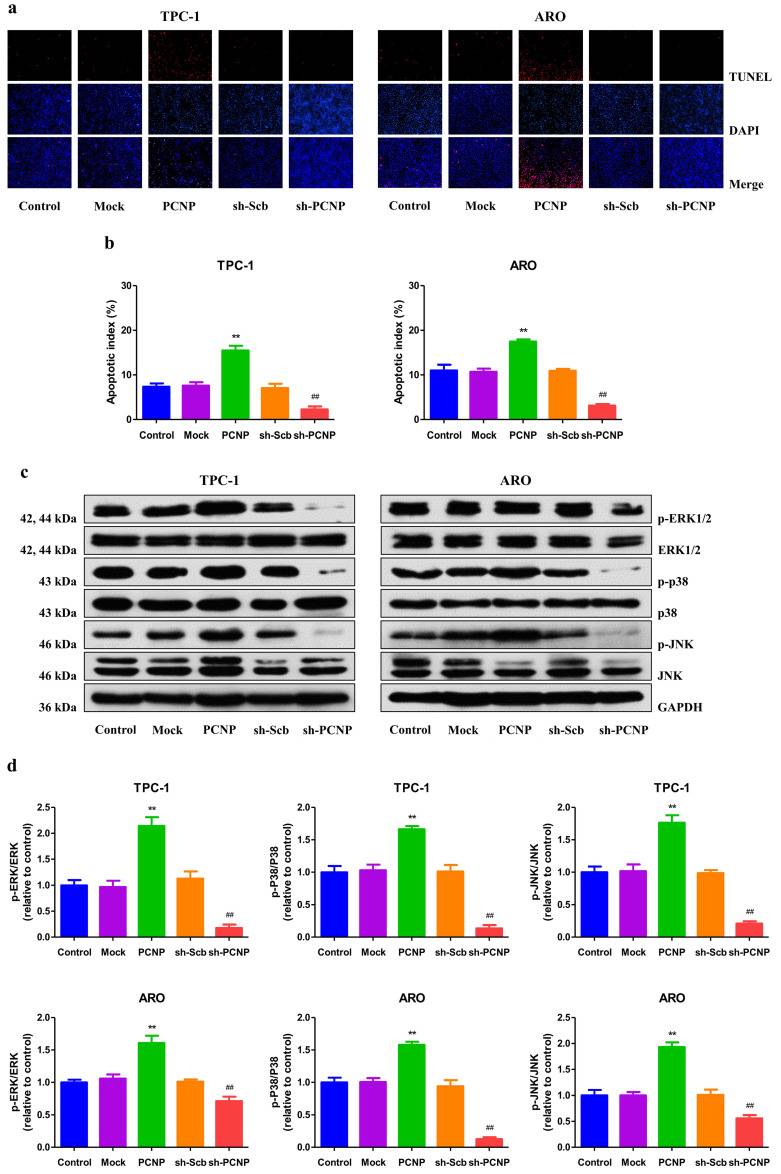 a
TPC-1 ARO
TUNEL
DAPI
Merge
Control Mock PCNP sh-Scb sh-PCNP Control Mock PCNP sh-Scb sh-PCNP
b
TPC-1 ARO
Apoptotic index (%)
30
20
10
0
**
##
Control Mock PCNP sh-Scb sh-PCNP
Apoptotic index (%)
30
20
10
0
**
##
Control Mock PCNP sh-Scb sh-PCNP
c
TPC-1 ARO
42, 44 kDa p-ERK1/2
42, 44 kDa ERK1/2
43 kDa p-p38
43 kDa p38
46 kDa p-JNK
46 kDa JNK
36 kDa GAPDH
Control Mock PCNP sh-Scb sh-PCNP Control Mock PCNP sh-Scb sh-PCNP
d
TPC-1
p-ERK/ERK
(relative to control)
2.5
2.0
1.5
1.0
0.5
0.0
**
##
Control Mock PCNP sh-Scb sh-PCNP
TPC-1
p-P38/P38
(relative to control)
2.0
1.5
1.0
0.5
0.0
**
##
Control Mock PCNP sh-Scb sh-PCNP
TPC-1
p-JNK/JNK
(relative to control)
2.0
1.5
1.0
0.5
0.0
**
##
Control Mock PCNP sh-Scb sh-PCNP
ARO
p-ERK/ERK
(relative to control)
2.0
1.5
1.0
0.5
0.0
**
##
Control Mock PCNP sh-Scb sh-PCNP
ARO
p-P38/P38
(relative to control)
2.0
1.5
1.0
0.5
0.0
**
##
Control Mock PCNP sh-Scb sh-PCNP
ARO
p-JNK/JNK
(relative to control)
2.5
2.0
1.5
1.0
0.5
0.0
**
##
Control Mock PCNP sh-Scb sh-PCNP